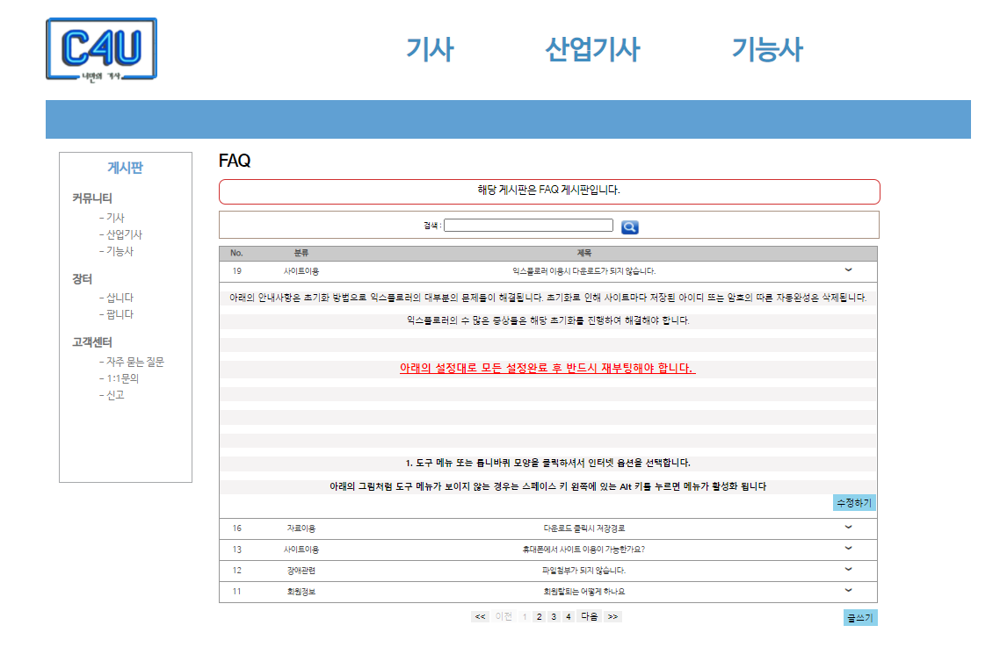 C4U
나만의 기사
기사 산업기사 기능사
게시판
커뮤니티
- 기사
- 산업기사
- 기능사
장터
- 삽니다
- 팝니다
고객센터
- 자주 묻는 질문
- 1:1문의
- 신고
FAQ
해당 게시판은 FAQ 게시판입니다.
검색 :
No. 분류 제목
19 사이트이용 익스플로러 이용시 다운로드가 되지 않습니다.
아래의 안내사항은 초기화 방법으로 익스플로러의 대부분의 문제들이 해결됩니다. 초기화로 인해 사이트마다 저장된 아이디 또는 암호의 따른 자동완성은 삭제됩니다.
익스플로러의 수 많은 증상들은 해당 초기화를 진행하여 해결해야 합니다.
아래의 설정대로 모든 설정완료 후 반드시 재부팅해야 합니다.
1. 도구 메뉴 또는 톱니바퀴 모양을 클릭하셔서 인터넷 옵션을 선택합니다.
아래의 그림처럼 도구 메뉴가 보이지 않는 경우는 스페이스 키 왼쪽에 있는 Alt 키를 누르면 메뉴가 활성화 됩니다
수정하기
16 자료이용 다운로드 클릭시 저장경로
13 사이트이용 휴대폰에서 사이트 이용이 가능한가요?
12 장애관련 파일첨부가 되지 않습니다.
11 회원정보 회원탈퇴는 어떻게 하나요
<< 이전 1 2 3 4 다음 >>
글쓰기